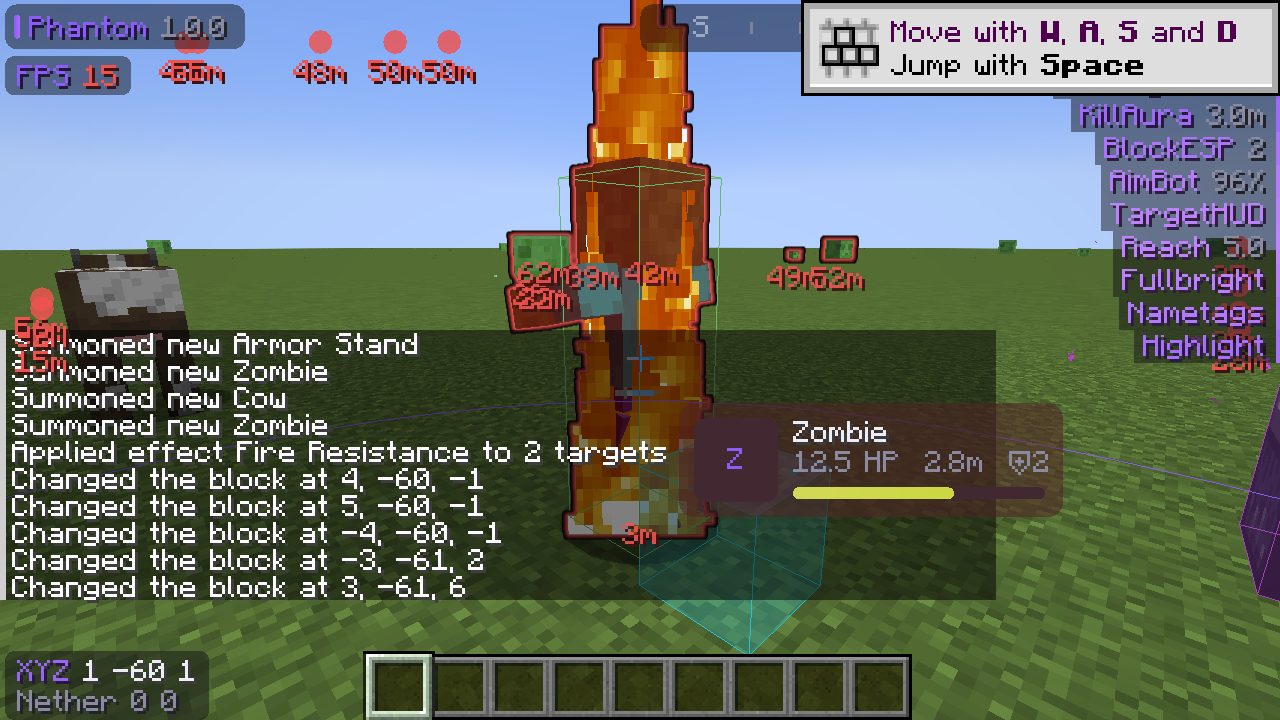 Phantom 1.0.0
FPS 15
48m
50m
50m
S
Move with W, A, S and D
Jump with Space
KillAura 3.0m
BlockESP 2
AimBot 96%
TargetHUD
Reach 5.0
Fullbright
Nametags
Highlight
62m
39m
42m
49m
52m
15m
Summoned new Armor Stand
Summoned new Zombie
Summoned new Cow
Summoned new Zombie
Applied effect Fire Resistance to 2 targets
Changed the block at 4, -60, -1
Changed the block at 5, -60, -1
Changed the block at -4, -60, -1
Changed the block at -3, -61, 2
Changed the block at 3, -61, 6
Z
Zombie
12.5 HP 2.8m 2
3m
XYZ 1 -60 1
Nether 0 0